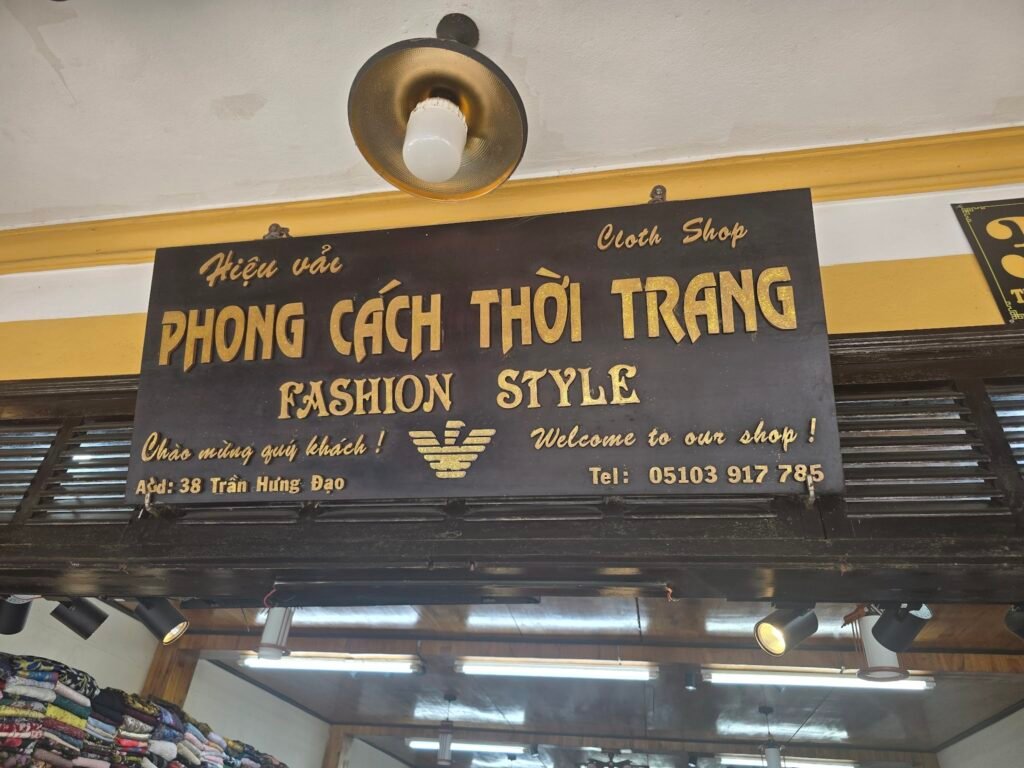 Hiệu vải
Cloth Shop
PHONG CÁCH THỜI TRANG
FASHION STYLE
Chào mừng quý khách !
Welcome to our shop !
Add: 38 Trần Hưng Đạo
Tel: 05103 917 785